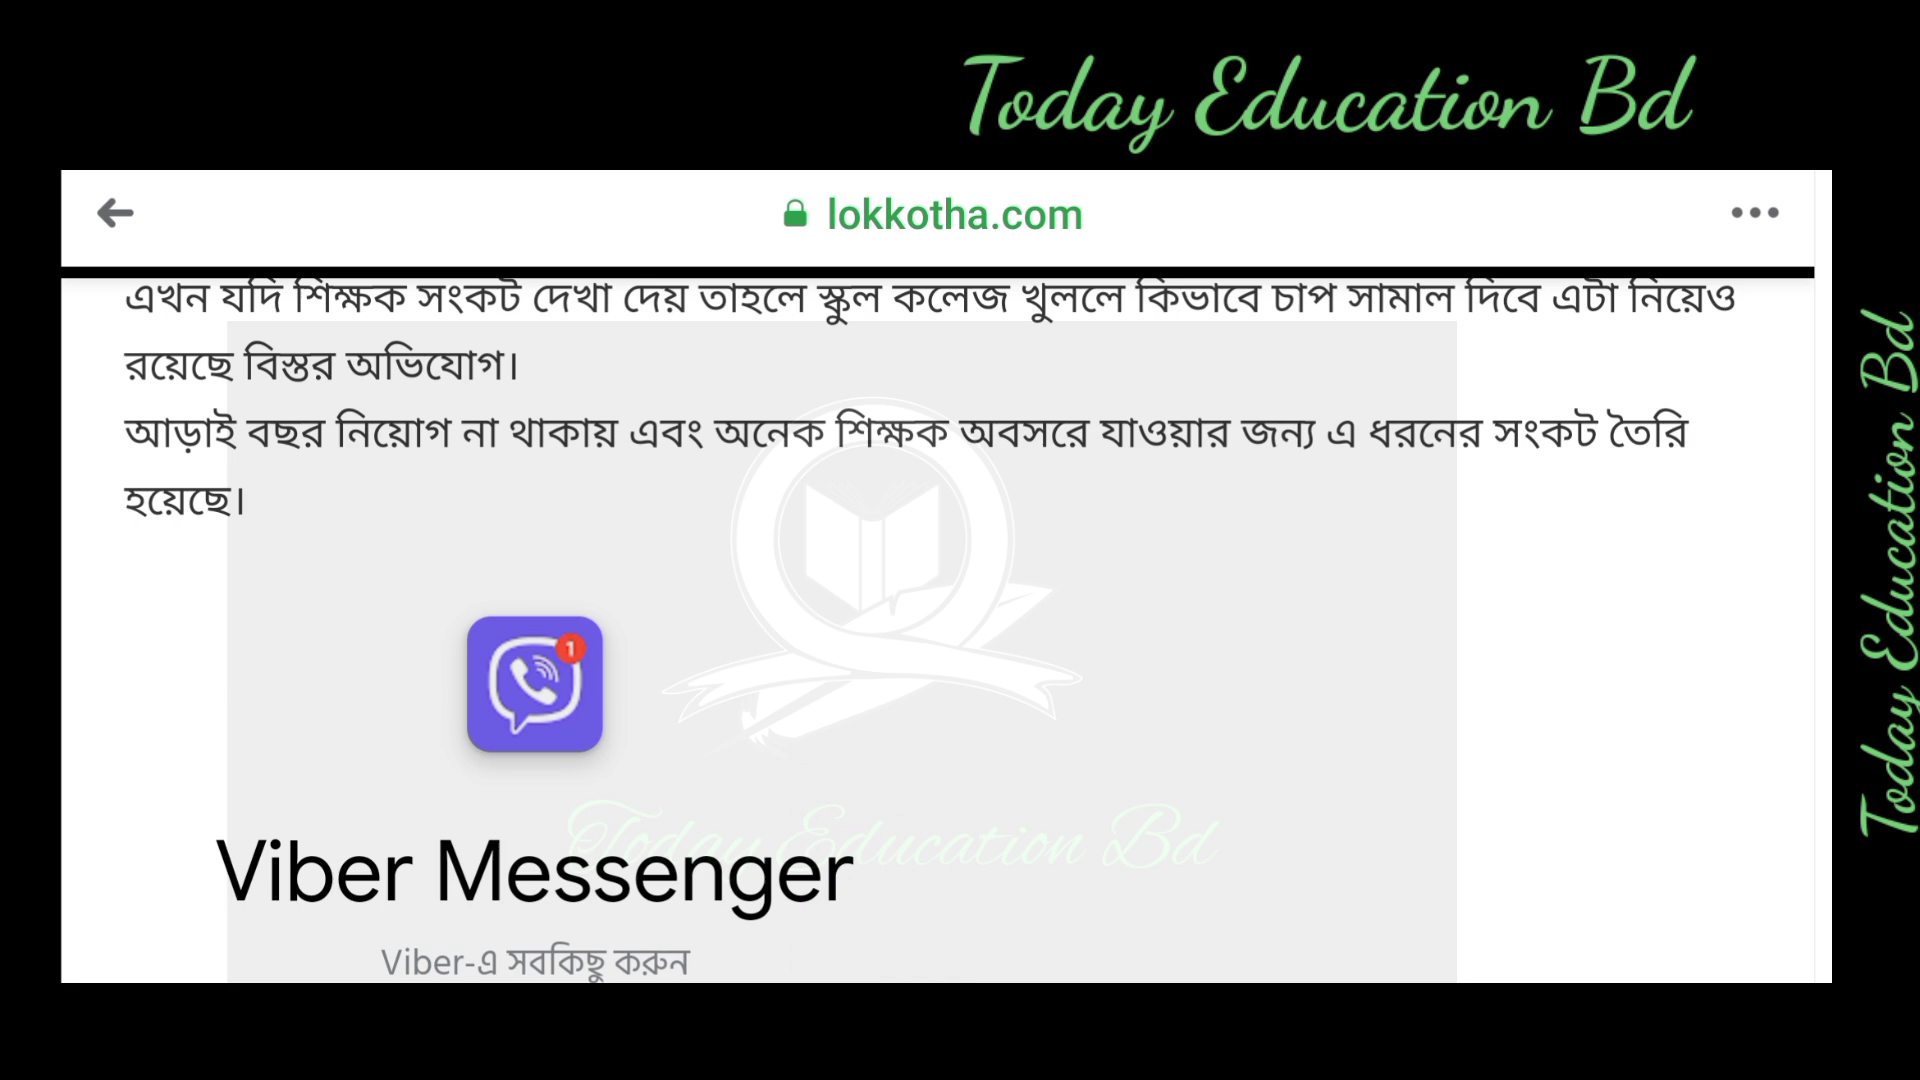 Today Education Bd
lokkotha.com
এখন যদি শিক্ষক সংকট দেখা দেয় তাহলে স্কুল কলেজ খুললে কিভাবে চাপ সামাল দিবে এটা নিয়েও
রয়েছে বিস্তর অভিযোগ।
আড়াই বছর নিয়োগ না থাকায় এবং অনেক শিক্ষক অবসরে যাওয়ার জন্য এ ধরনের সংকট তৈরি
হয়েছে।
1
Today Education Bd
Viber Messenger
Viber-এ সবকিছু করুন
Today Education Bd